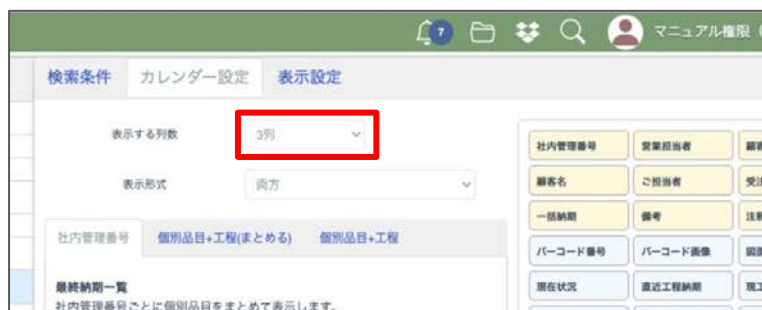 7
マニュアル権限
検索条件 カレンダー設定 表示設定
表示する列数 3列
表示形式 両方
社内管理番号 個別品目+工程(まとめる) 個別品目+工程
最終納期一覧
社内管理番号ごとに個別品目をまとめて表示します。
社内管理番号 営業担当者
顧客名 ご担当者
一括納期 備考
バーコード番号 バーコード画像
現在状況 直近工程納期